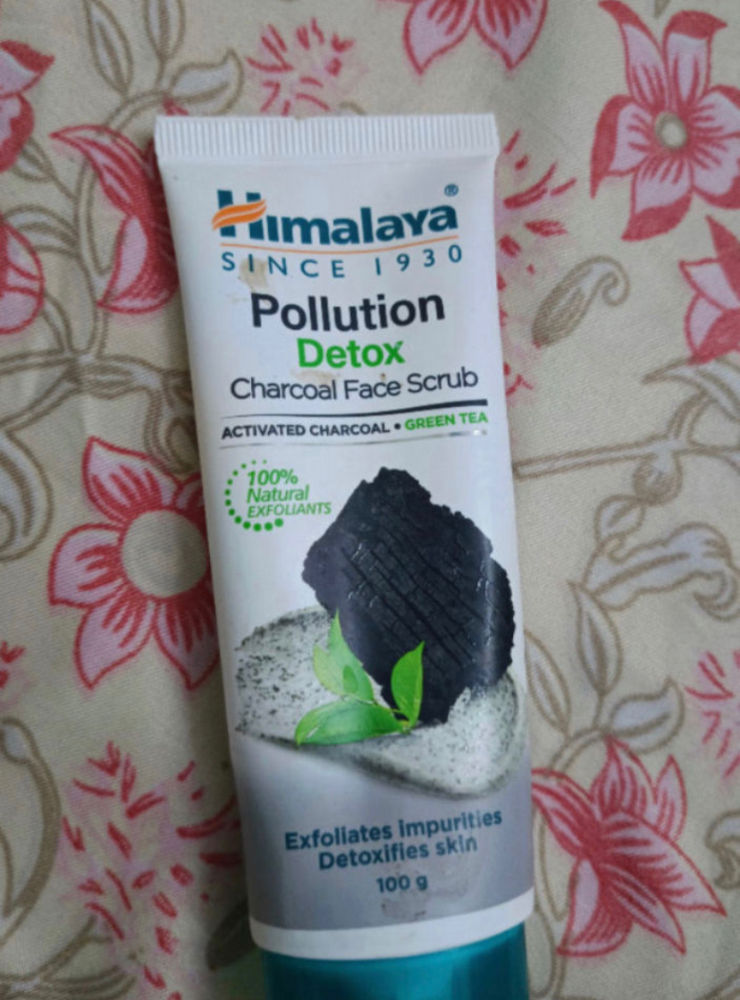 Himalaya®
SINCE 1930
Pollution
Detox
Charcoal Face Scrub
ACTIVATED CHARCOAL • GREEN TEA
100%
Natural
EXFOLIANTS
Exfoliates impurities
Detoxifies skin
100 g